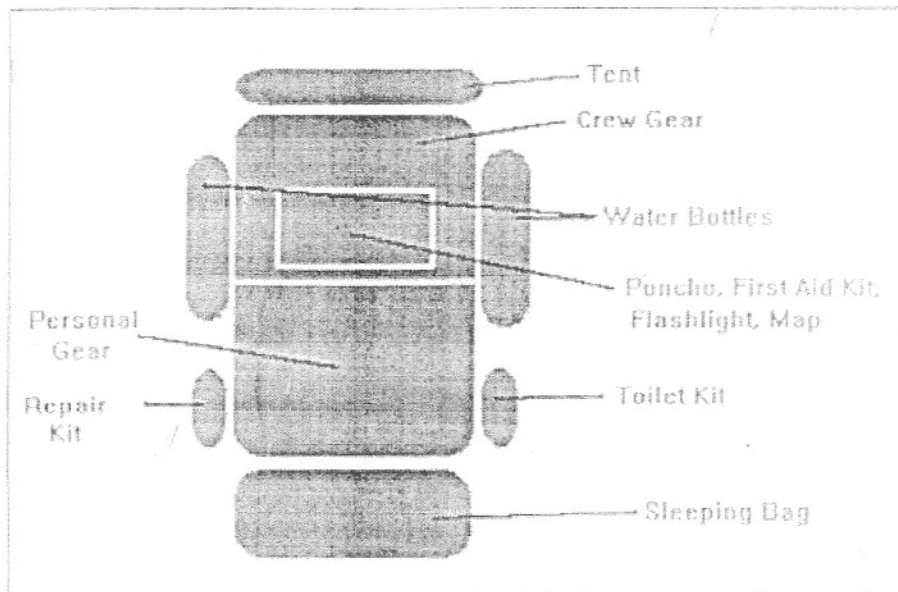 Tent
Crew Gear
Water Bottles
Poncho, First Aid Kit,
Flashlight, Map
Personal
Gear
Repair
Kit
Toilet Kit
Sleeping Bag